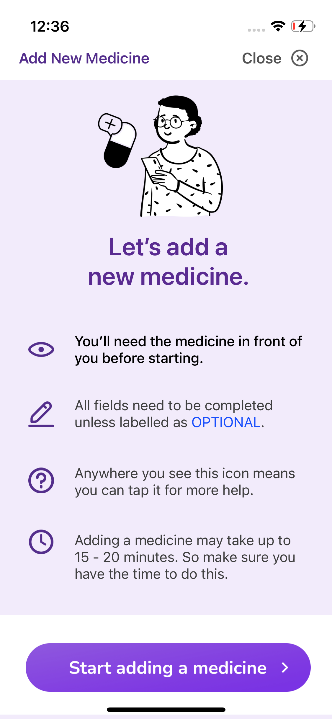 12:36
Add New Medicine
Close
Let's add a
new medicine.
You'll need the medicine in front of
you before starting.
All fields need to be completed
unless labelled as OPTIONAL.
Anywhere you see this icon means
you can tap it for more help.
Adding a medicine may take up to
15 - 20 minutes. So make sure you
have the time to do this.
Start adding a medicine